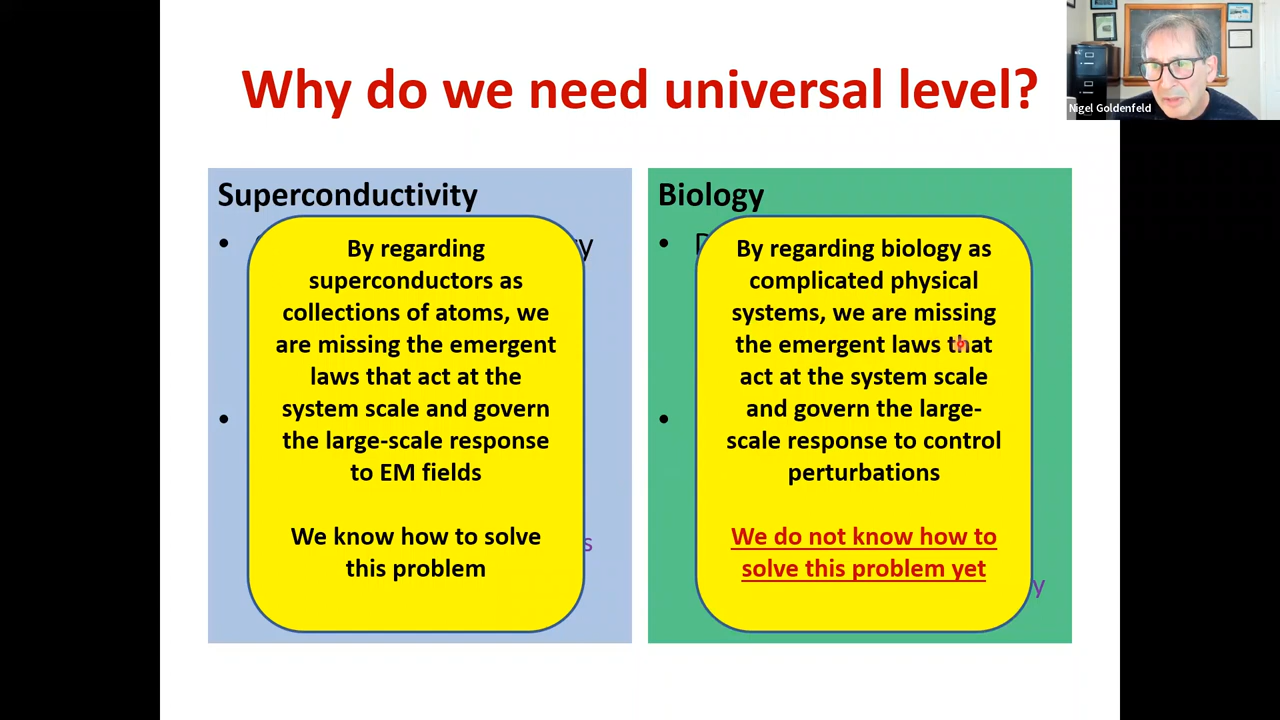 Why do we need universal level?
Nigel Goldenfeld
Superconductivity
By regarding
superconductors as
collections of atoms, we
are missing the emergent
laws that act at the
system scale and govern
the large-scale response
to EM fields
We know how to solve
this problem
Biology
By regarding biology as
complicated physical
systems, we are missing
the emergent laws that
act at the system scale
and govern the large-
scale response to control
perturbations
We do not know how to
solve this problem yet